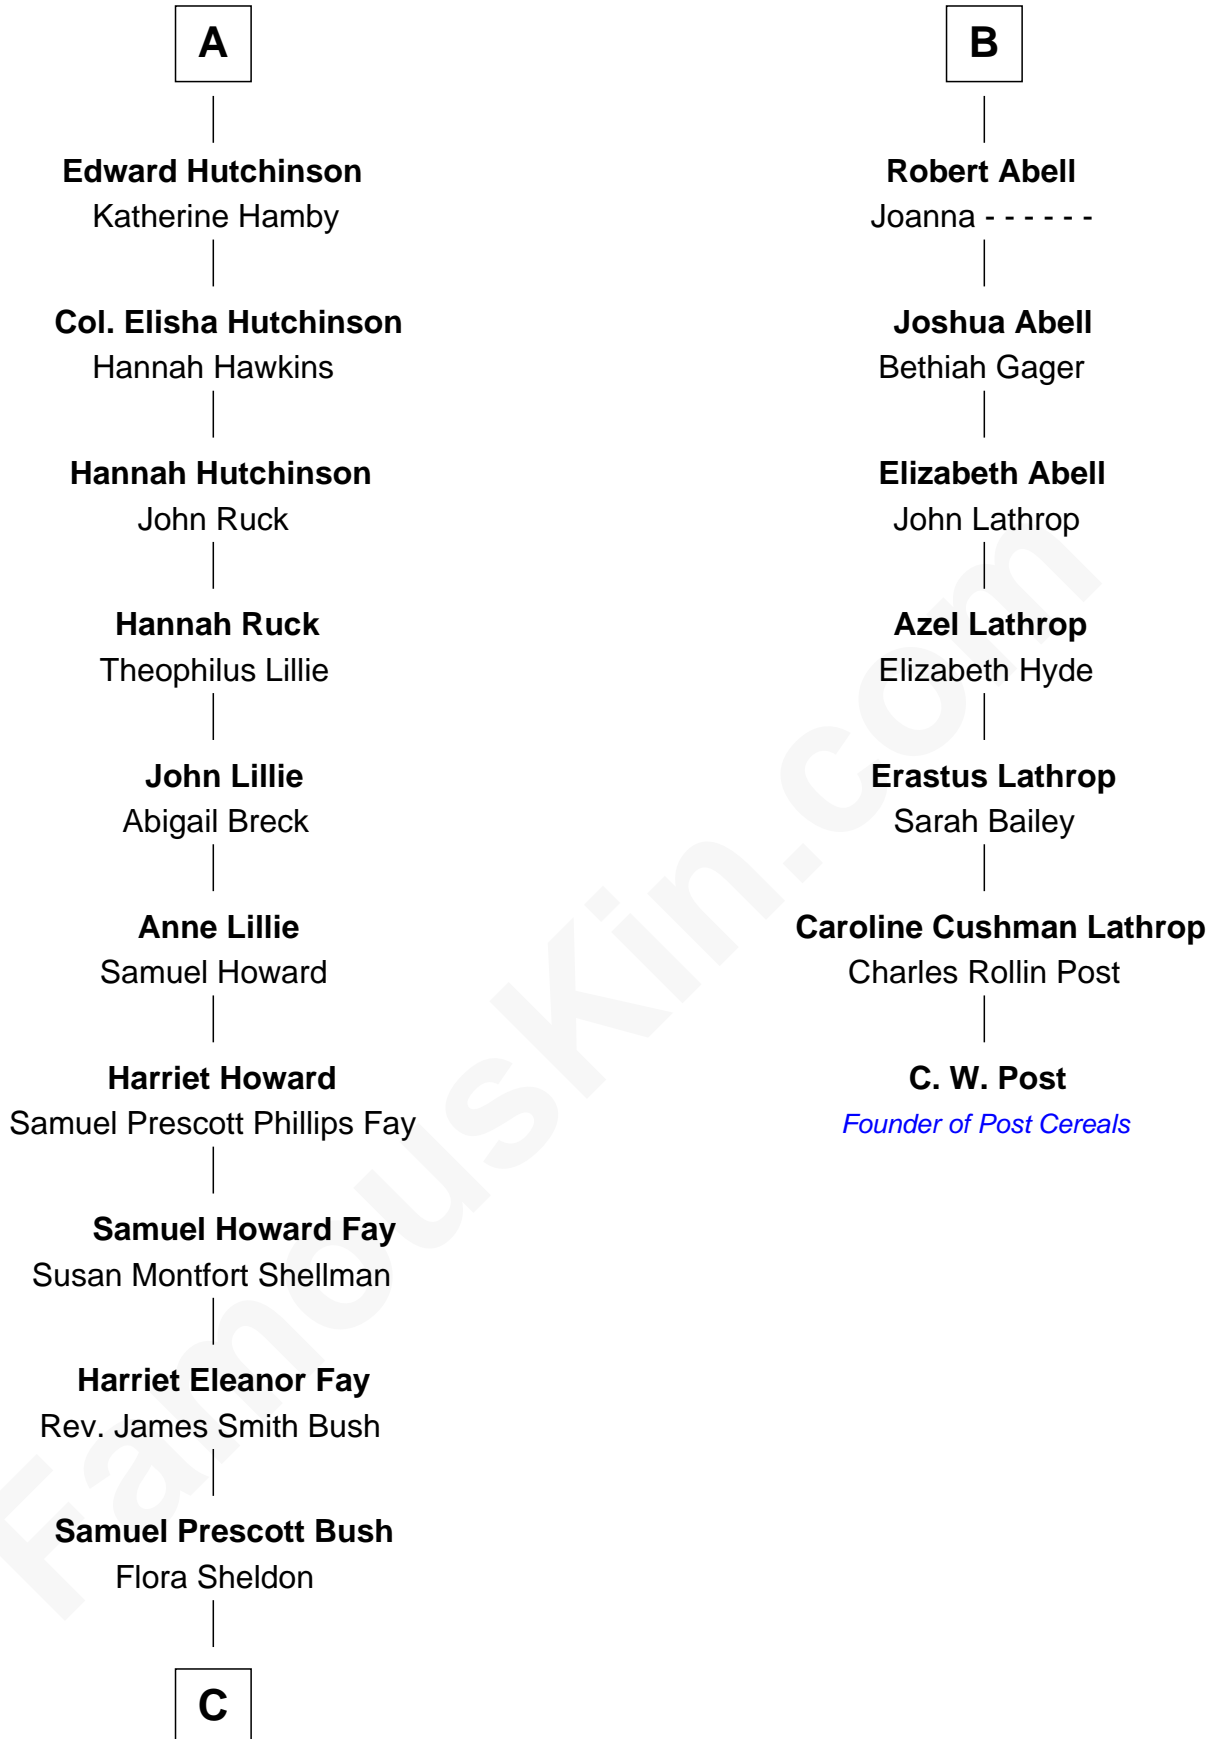 A
Edward Hutchinson
Katherine Hamby
Col. Elisha Hutchinson
Hannah Hawkins
Hannah Hutchinson
John Ruck
Hannah Ruck
Theophilus Lillie
John Lillie
Abigail Breck
Anne Lillie
Samuel Howard
Harriet Howard
Samuel Prescott Phillips Fay
Samuel Howard Fay
Susan Montfort Shellman
Harriet Eleanor Fay
Rev. James Smith Bush
Samuel Prescott Bush
Flora Sheldon
C
B
Robert Abell
Joanna - - - - - -
Joshua Abell
Bethiah Gager
Elizabeth Abell
John Lathrop
Azel Lathrop
Elizabeth Hyde
Erastus Lathrop
Sarah Bailey
Caroline Cushman Lathrop
Charles Rollin Post
C. W. Post
Founder of Post Cereals
FamousKin.com